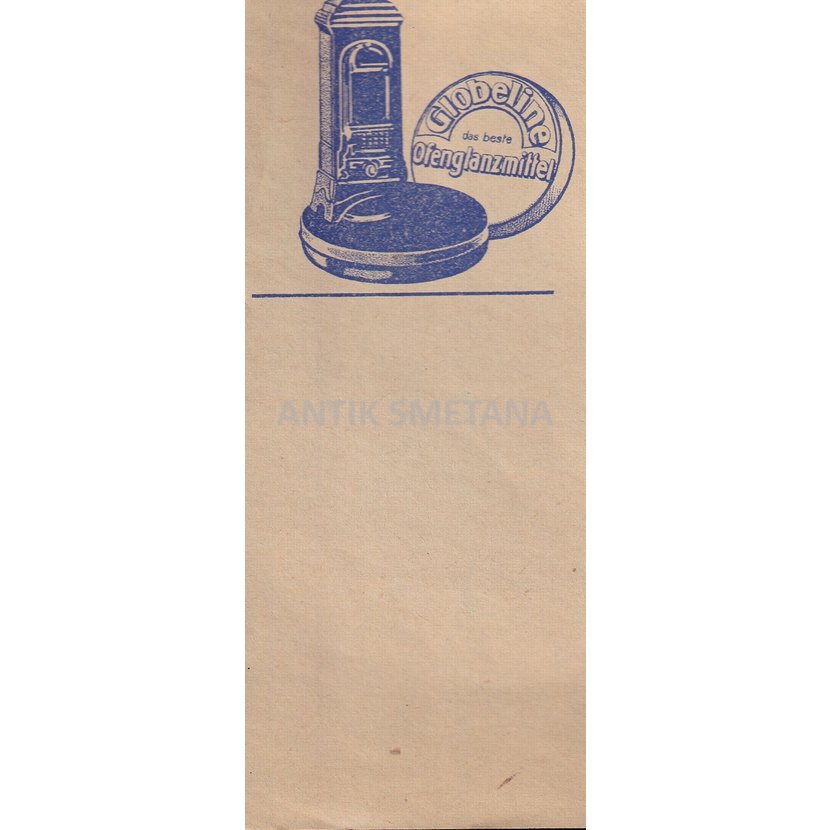 Globeline
das beste
Ofenglanzmittel
ANTIK SMETANA